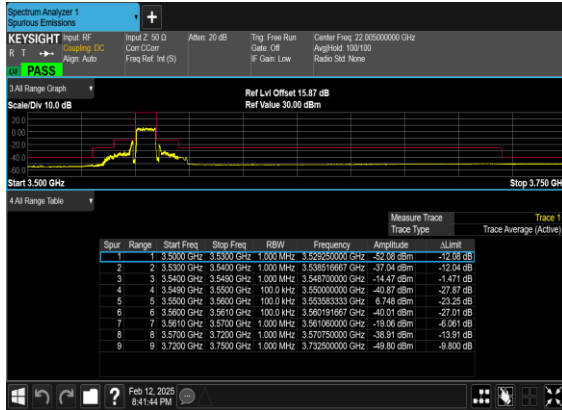 Spectrum Analyzer 1
Spurious Emissions
+
KEYSIGHT Input: RF Input Z: 50 Ω Atten: 20 dB Trig: Free Run Center Freq: 22.005000000 GHz
R T Coupling: DC Corr CCorr Gate: Off Avg|Hold: 100/100
Align: Auto Freq Ref: Int (S) IF Gain: Low Radio Std: None
PASS
3 All Range Graph
Ref Lvl Offset 15.87 dB
Scale/Div 10.0 dB Ref Value 30.00 dBm
20.0
0.00
-20.0
-40.0
-60.0
Start 3.500 GHz Stop 3.750 GH
4 All Range Table
Measure Trace Trace 1
Trace Type Trace Average (Active)
Spur Range Start Freq Stop Freq RBW Frequency Amplitude ΔLimit
1 1 3.5000 GHz 3.5300 GHz 1.000 MHz 3.529250000 GHz -52.08 dBm -12.08 dB
2 2 3.5300 GHz 3.5400 GHz 1.000 MHz 3.538516667 GHz -37.04 dBm -12.04 dB
3 3 3.5400 GHz 3.5490 GHz 1.000 MHz 3.548700000 GHz -14.47 dBm -1.471 dB
4 4 3.5490 GHz 3.5500 GHz 100.0 kHz 3.550000000 GHz -40.87 dBm -27.87 dB
5 5 3.5500 GHz 3.5600 GHz 100.0 kHz 3.553583333 GHz 6.748 dBm -23.25 dB
6 6 3.5600 GHz 3.5610 GHz 100.0 kHz 3.560191667 GHz -40.01 dBm -27.01 dB
7 7 3.5610 GHz 3.5700 GHz 1.000 MHz 3.561060000 GHz -19.06 dBm -6.061 dB
8 8 3.5700 GHz 3.7200 GHz 1.000 MHz 3.570750000 GHz -38.91 dBm -13.91 dB
9 9 3.7200 GHz 3.7500 GHz 1.000 MHz 3.732500000 GHz -49.80 dBm -9.800 dB
? Feb 12, 2025
8:41:44 PM